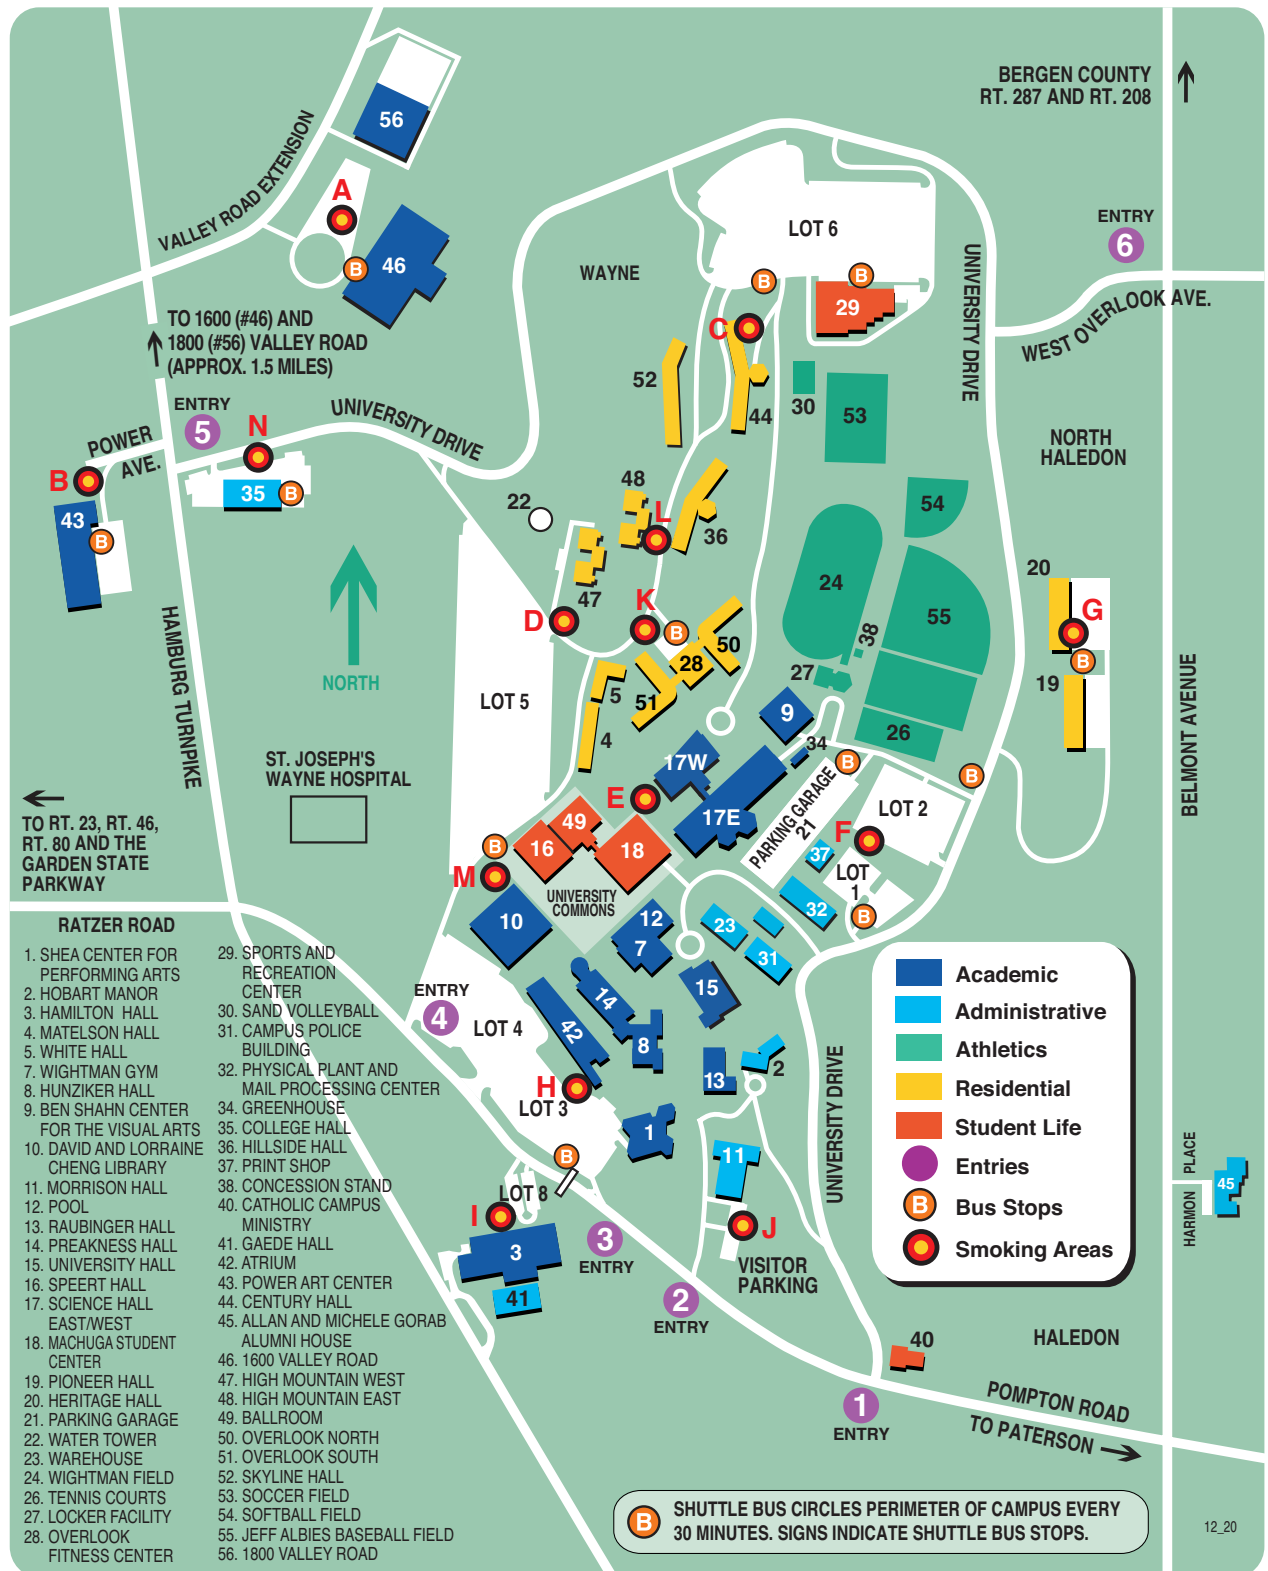 BERGEN COUNTY
RT. 287 AND RT. 208
56
VALLEY ROAD EXTENSION
A
B
46
LOT 6
ENTRY
6
WAYNE
UNIVERSITY DRIVE
B
B
29
WEST OVERLOOK AVE.
TO 1600 (#46) AND
1800 (#56) VALLEY ROAD
(APPROX. 1.5 MILES)
C
52
44
30
53
ENTRY
5
N
UNIVERSITY DRIVE
POWER
AVE.
B
35
B
43
B
NORTH
HALEDON
48
22
L
36
54
47
24
20
D
K
B
50
28
38
55
G
B
19
HAMBURG TURNPIKE
NORTH
LOT 5
5
51
4
27
9
26
34
BELMONT AVENUE
ST. JOSEPH'S
WAYNE HOSPITAL
17W
B
B
E
PARKING GARAGE
21
LOT 2
TO RT. 23, RT. 46,
RT. 80 AND THE
GARDEN STATE
PARKWAY
49
17E
F
B
16
18
37
M
LOT
1
UNIVERSITY
COMMONS
32
B
10
12
7
23
31
RATZER ROAD
ENTRY
4
LOT 4
14
15
42
8
13
2
H
LOT 3
1
11
UNIVERSITY DRIVE
B
LOT 8
I
3
ENTRY
3
J
VISITOR
PARKING
41
2
ENTRY
HARMON PLACE
45
40
HALEDON
1
ENTRY
POMPTON ROAD
TO PATERSON
Academic
Administrative
Athletics
Residential
Student Life
Entries
B Bus Stops
Smoking Areas
1. SHEA CENTER FOR
PERFORMING ARTS
2. HOBART MANOR
3. HAMILTON HALL
4. MATELSON HALL
5. WHITE HALL
7. WIGHTMAN GYM
8. HUNZIKER HALL
9. BEN SHAHN CENTER
FOR THE VISUAL ARTS
10. DAVID AND LORRAINE
CHENG LIBRARY
11. MORRISON HALL
12. POOL
13. RAUBINGER HALL
14. PREAKNESS HALL
15. UNIVERSITY HALL
16. SPEERT HALL
17. SCIENCE HALL
EAST/WEST
18. MACHUGA STUDENT
CENTER
19. PIONEER HALL
20. HERITAGE HALL
21. PARKING GARAGE
22. WATER TOWER
23. WAREHOUSE
24. WIGHTMAN FIELD
26. TENNIS COURTS
27. LOCKER FACILITY
28. OVERLOOK
FITNESS CENTER
29. SPORTS AND
RECREATION
CENTER
30. SAND VOLLEYBALL
31. CAMPUS POLICE
BUILDING
32. PHYSICAL PLANT AND
MAIL PROCESSING CENTER
34. GREENHOUSE
35. COLLEGE HALL
36. HILLSIDE HALL
37. PRINT SHOP
38. CONCESSION STAND
40. CATHOLIC CAMPUS
MINISTRY
41. GAEDE HALL
42. ATRIUM
43. POWER ART CENTER
44. CENTURY HALL
45. ALLAN AND MICHELE GORAB
ALUMNI HOUSE
46. 1600 VALLEY ROAD
47. HIGH MOUNTAIN WEST
48. HIGH MOUNTAIN EAST
49. BALLROOM
50. OVERLOOK NORTH
51. OVERLOOK SOUTH
52. SKYLINE HALL
53. SOCCER FIELD
54. SOFTBALL FIELD
55. JEFF ALBIES BASEBALL FIELD
56. 1800 VALLEY ROAD
B
SHUTTLE BUS CIRCLES PERIMETER OF CAMPUS EVERY
30 MINUTES. SIGNS INDICATE SHUTTLE BUS STOPS.
12_20